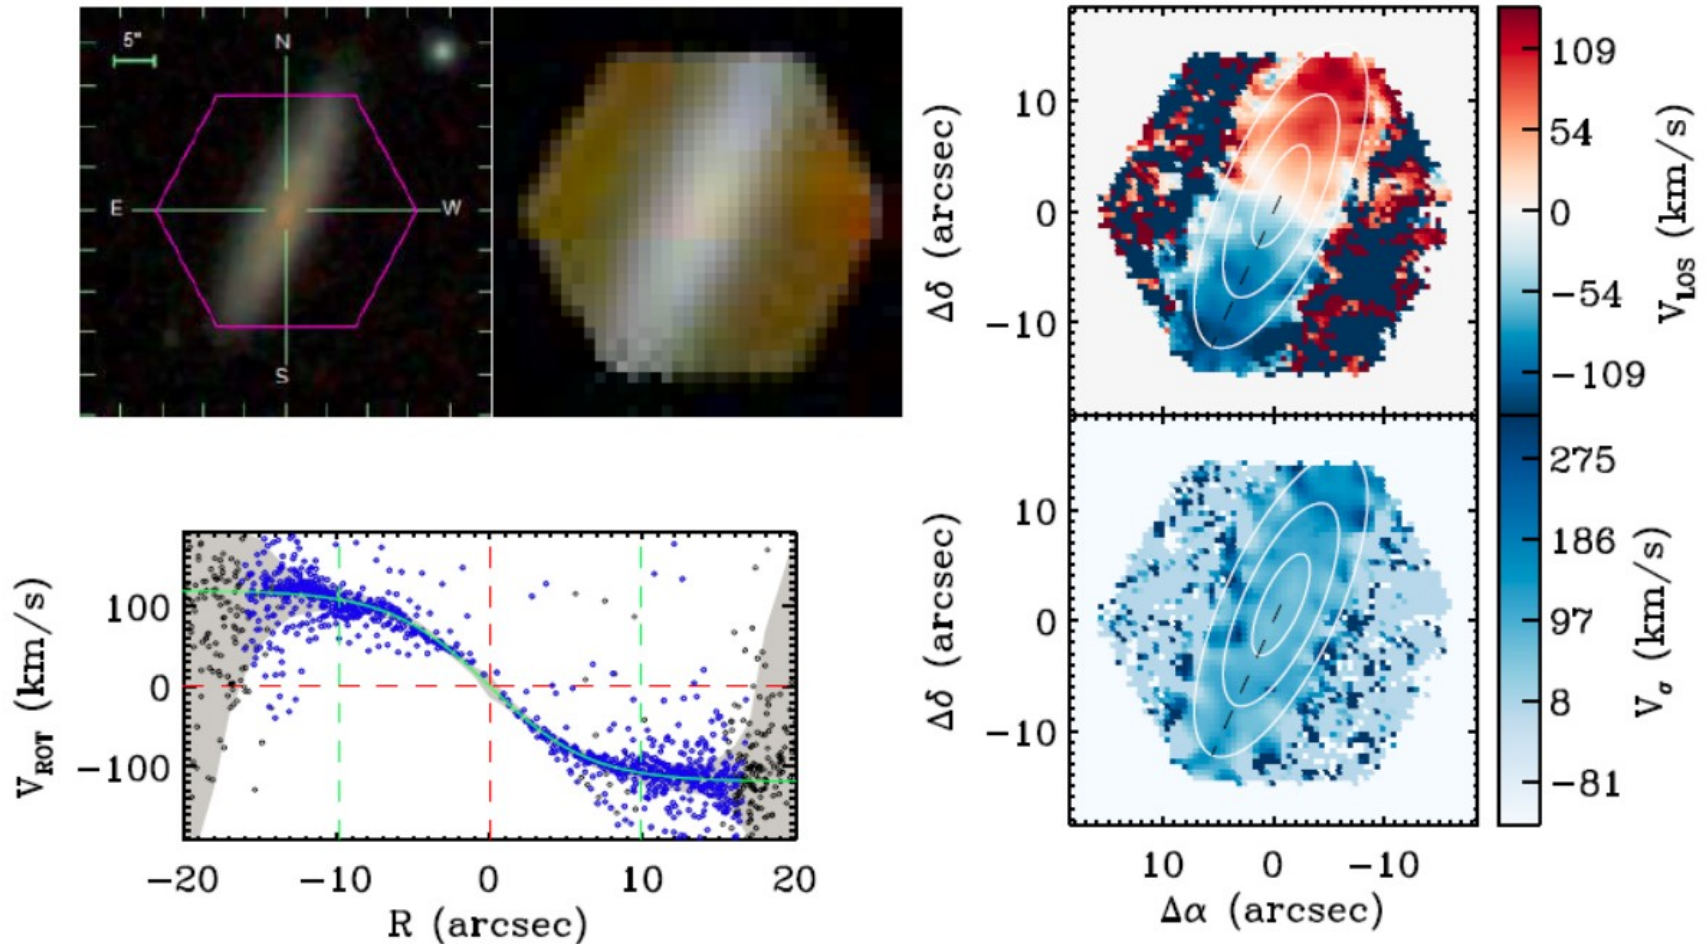 5"
N
E
W
S
Δδ (arcsec)
10
0
−10
109
54
0
−54
−109
V_LOS (km/s)
Δδ (arcsec)
10
0
−10
275
186
97
8
−81
V_σ (km/s)
10 0 −10
Δα (arcsec)
V_ROT (km/s)
100
0
−100
−20 −10 0 10 20
R (arcsec)